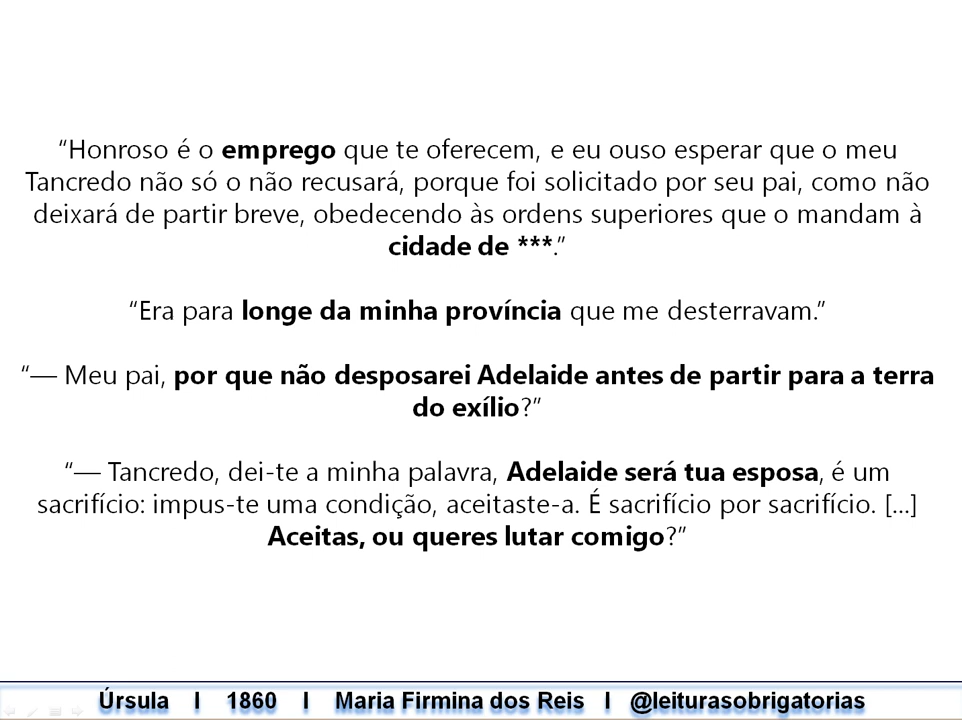 “Honroso é o emprego que te oferecem, e eu ouso esperar que o meu
Tancredo não só o não recusará, porque foi solicitado por seu pai, como não
deixará de partir breve, obedecendo às ordens superiores que o mandam à
cidade de ***.”
“Era para longe da minha província que me desterravam.”
“— Meu pai, por que não desposarei Adelaide antes de partir para a terra
do exílio?”
“— Tancredo, dei-te a minha palavra, Adelaide será tua esposa, é um
sacrifício: impus-te uma condição, aceitaste-a. É sacrifício por sacrifício. [...]
Aceitas, ou queres lutar comigo?”
Úrsula I 1860 I Maria Firmina dos Reis I @leiturasobrigatorias